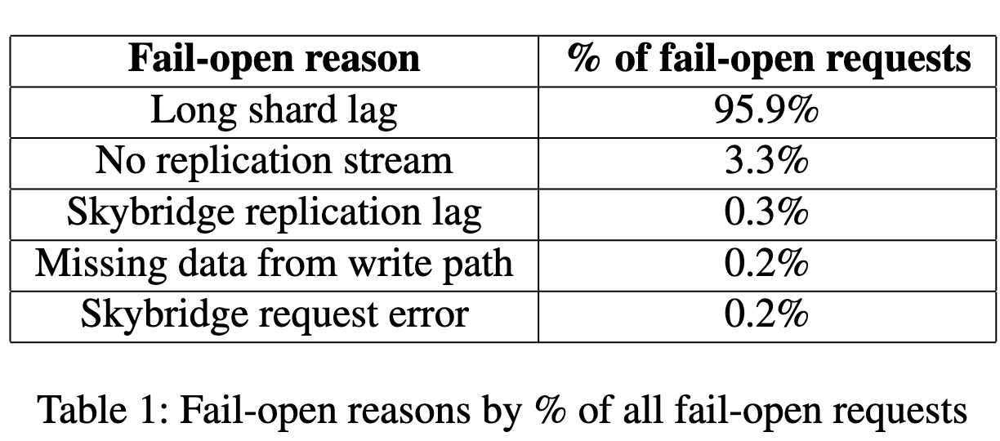 Fail-open reason % of fail-open requests
Long shard lag 95.9%
No replication stream 3.3%
Skybridge replication lag 0.3%
Missing data from write path 0.2%
Skybridge request error 0.2%
Table 1: Fail-open reasons by % of all fail-open requests